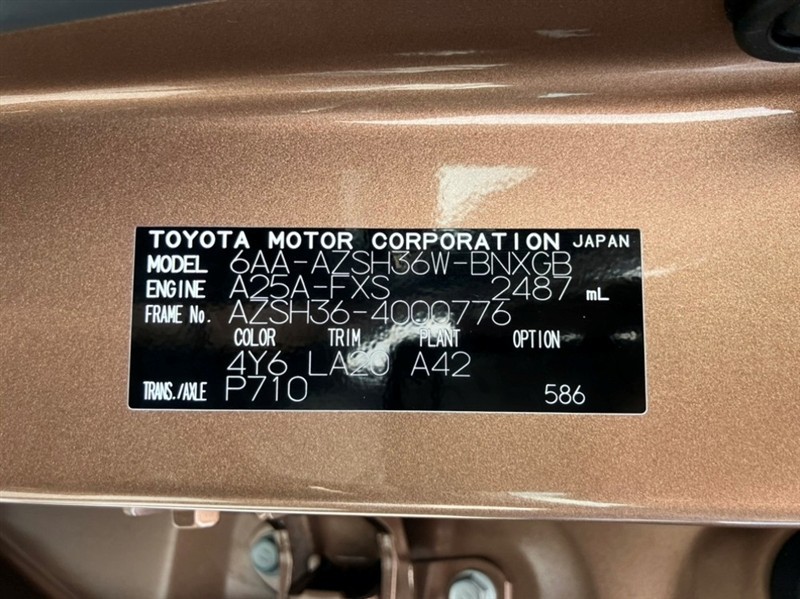 TOYOTA MOTOR CORPORATION JAPAN
MODEL 6AA-AZSH36W-BNXGB
ENGINE A25A-FXS 2487 mL
FRAME No. AZSH36-4000776
COLOR TRIM PLANT OPTION
4Y6 LA20 A42
TRANS./AXLE P710 586